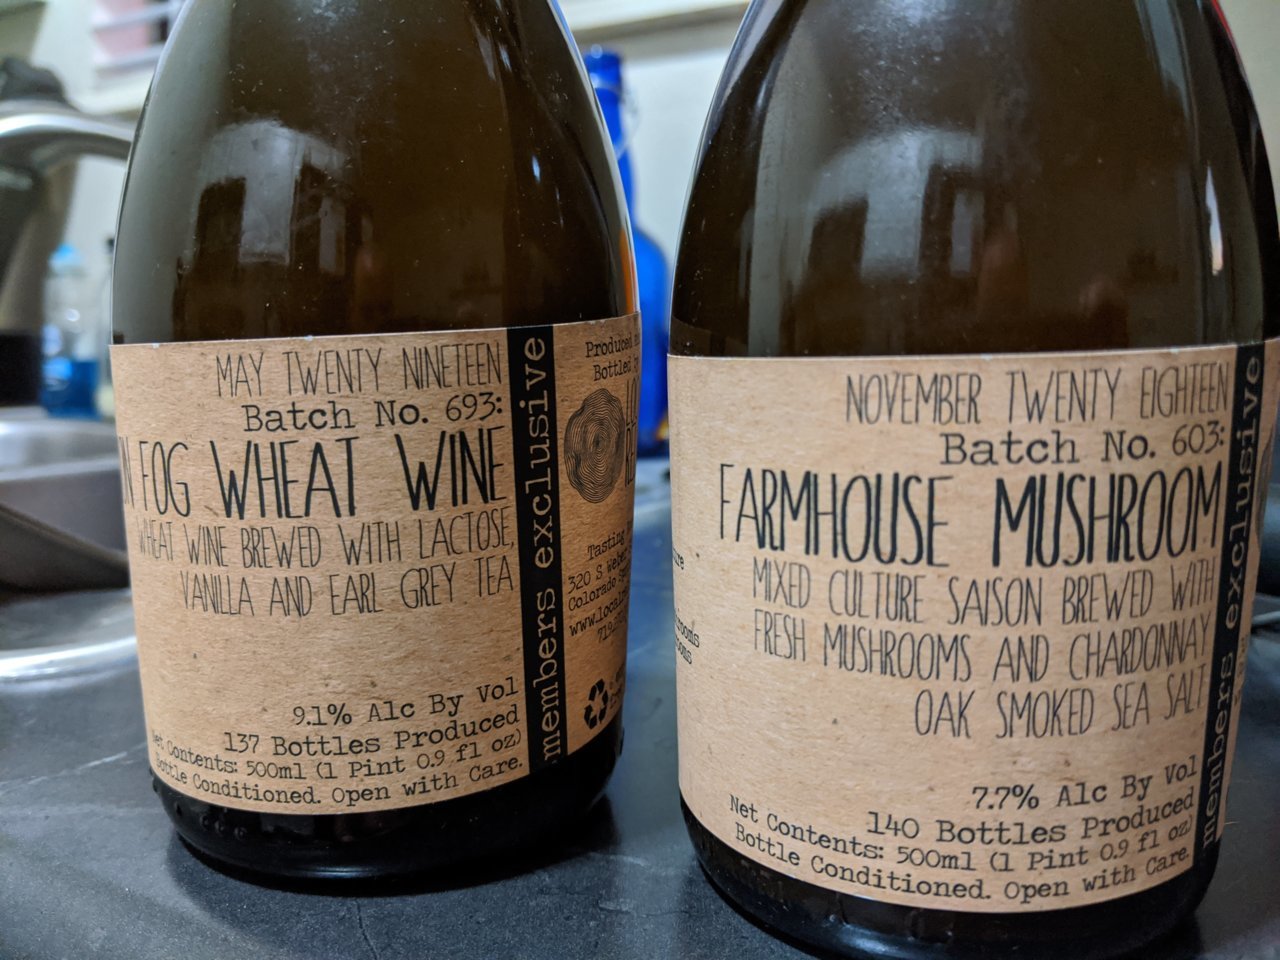 MAY TWENTY NINETEEN
Batch No. 693:
FOG WHEAT WINE
WHEAT WINE BREWED WITH LACTOSE,
VANILLA AND EARL GREY TEA
9.1% Alc By Vol
137 Bottles Produced
Net Contents: 500ml (1 Pint 0.9 fl oz)
Bottle Conditioned. Open with Care.
members exclusive
Produced
Bottled
Tasting
320 S
Colorado
NOVEMBER TWENTY EIGHTEEN
Batch No. 603:
FARMHOUSE MUSHROOM
MIXED CULTURE SAISON BREWED WITH
FRESH MUSHROOMS AND CHARDONNAY
OAK SMOKED SEA SALT
7.7% Alc By Vol
140 Bottles Produced
Net Contents: 500ml (1 Pint 0.9 fl oz)
Bottle Conditioned. Open with Care.
members exclusive